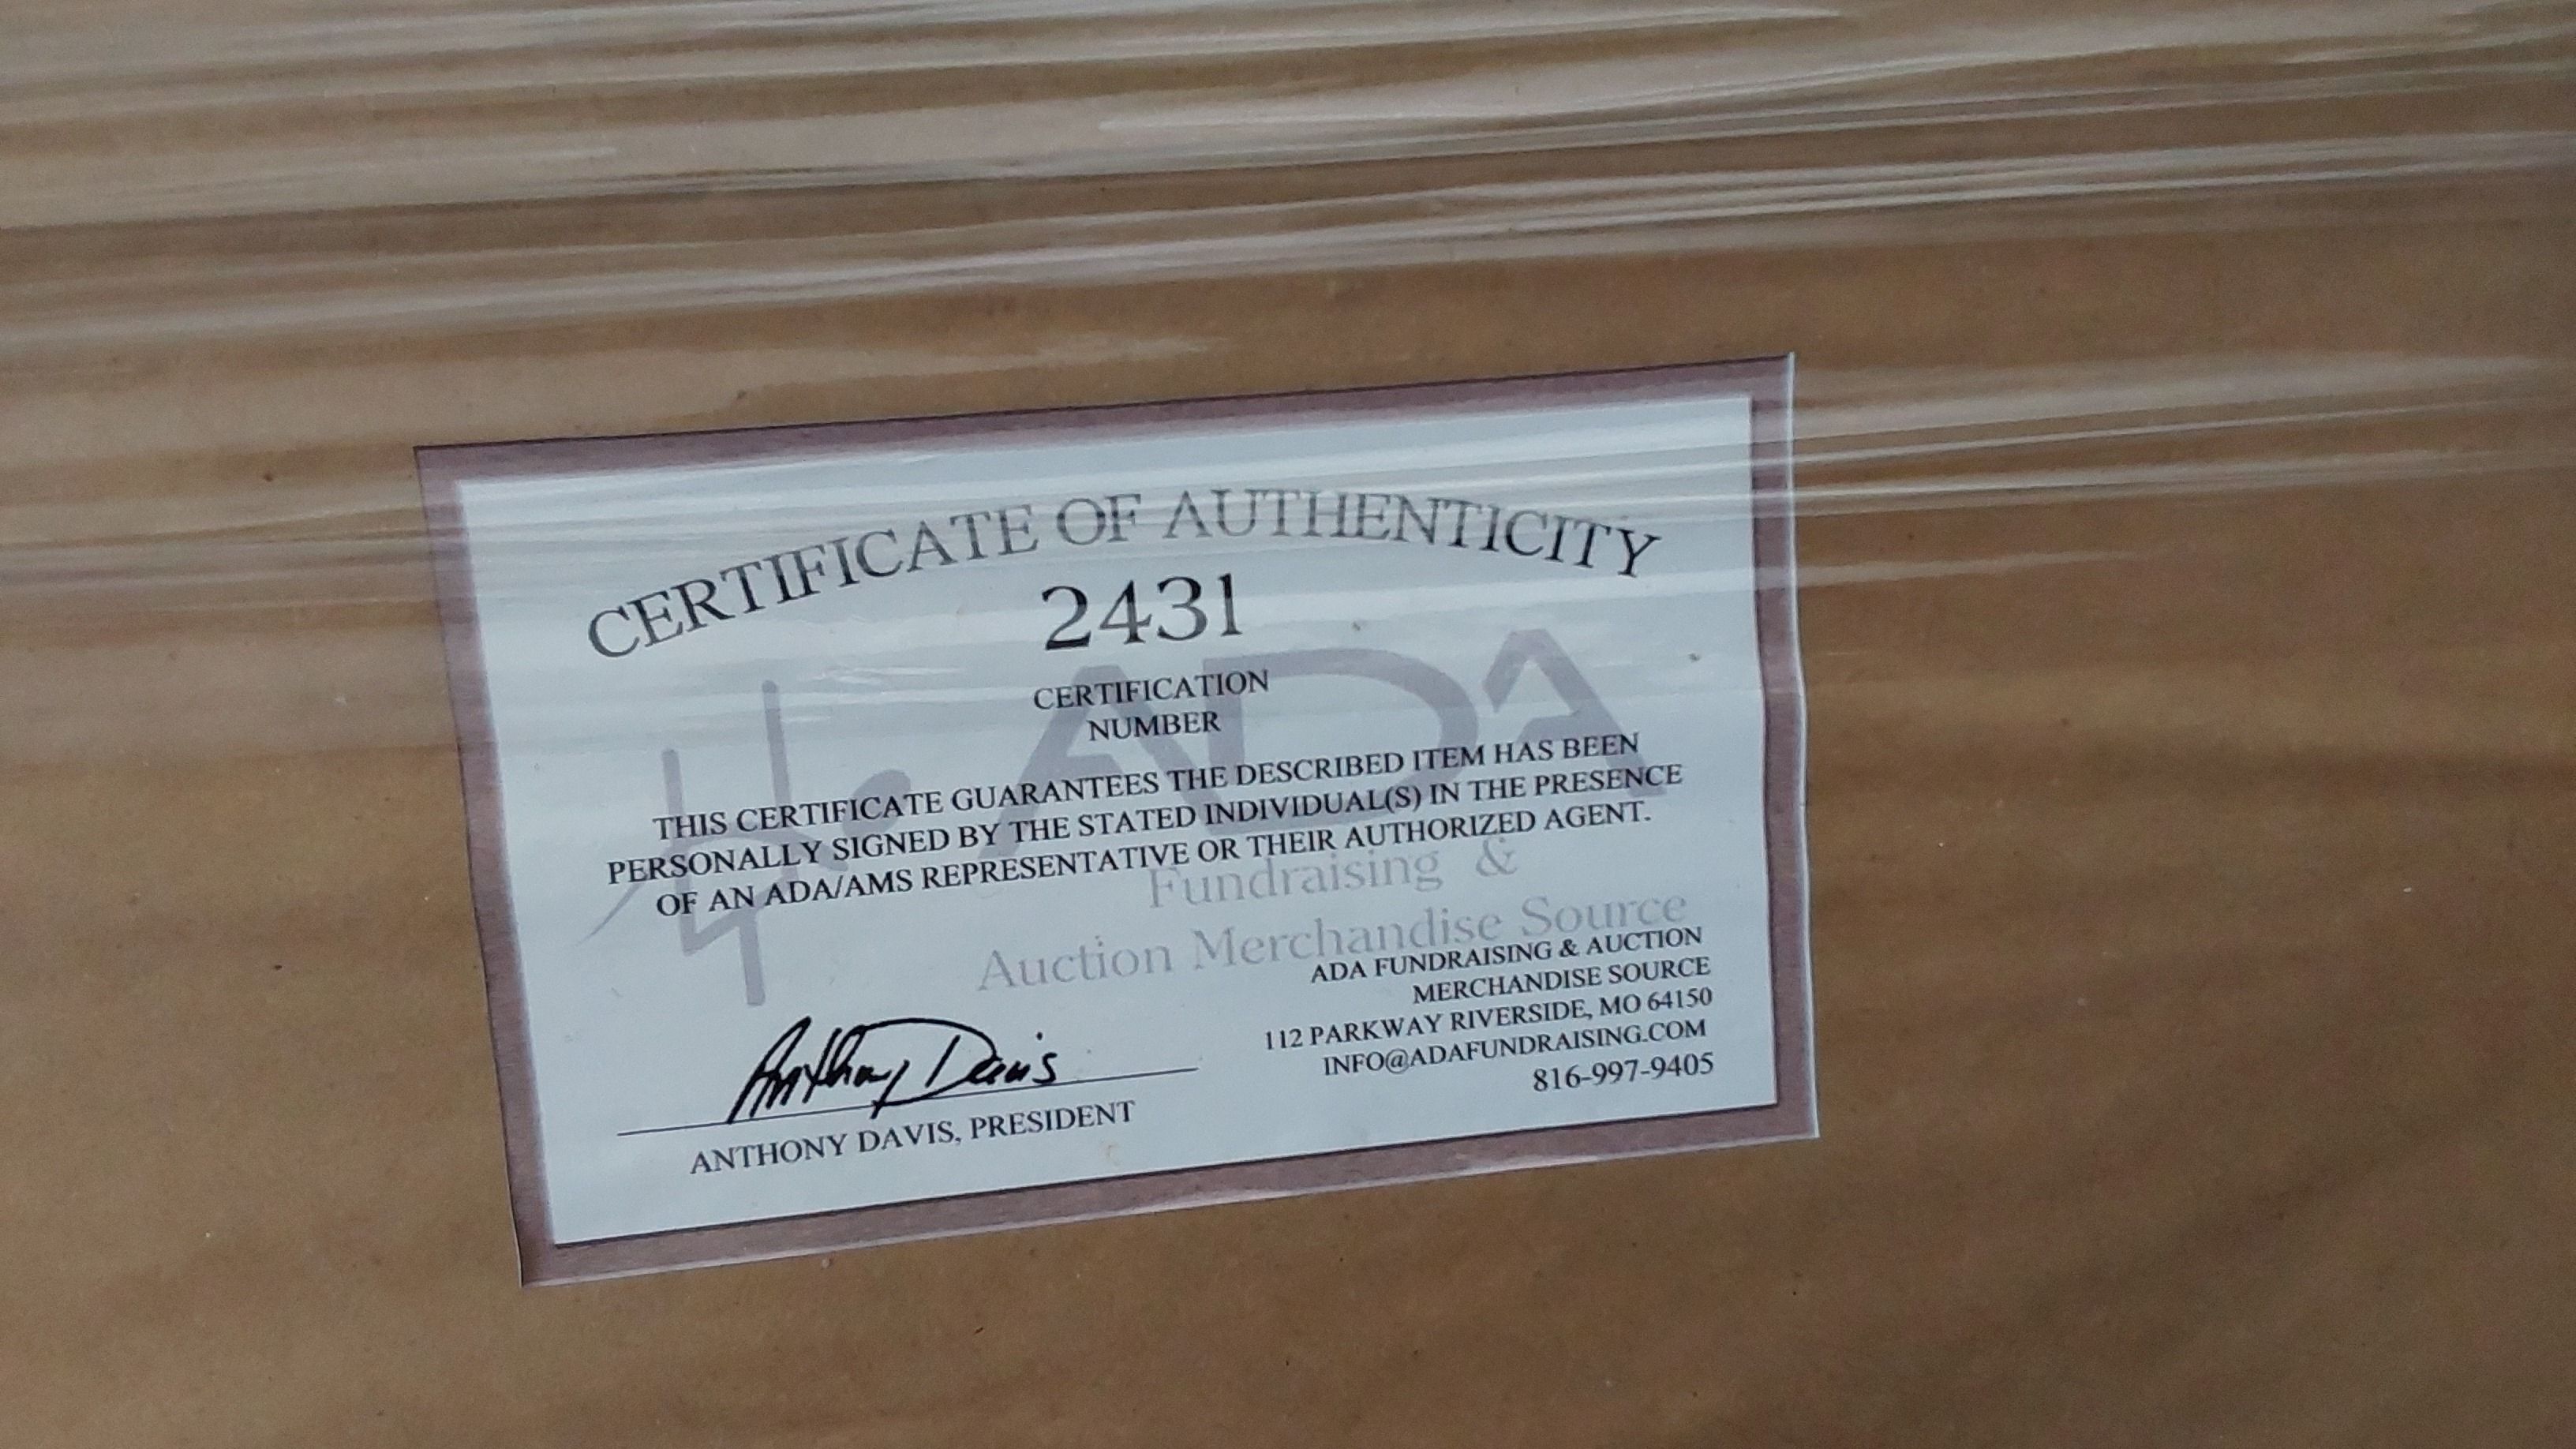 CERTIFICATE OF AUTHENTICITY
2431
CERTIFICATION
NUMBER
ADA
THIS CERTIFICATE GUARANTEES THE DESCRIBED ITEM HAS BEEN
PERSONALLY SIGNED BY THE STATED INDIVIDUAL(S) IN THE PRESENCE
OF AN ADA/AMS REPRESENTATIVE OR THEIR AUTHORIZED AGENT.
Fundraising &
Auction Merchandise Source
ADA FUNDRAISING & AUCTION
MERCHANDISE SOURCE
112 PARKWAY RIVERSIDE, MO 64150
INFO@ADAFUNDRAISING.COM
816-997-9405
Anthony Davis
ANTHONY DAVIS, PRESIDENT